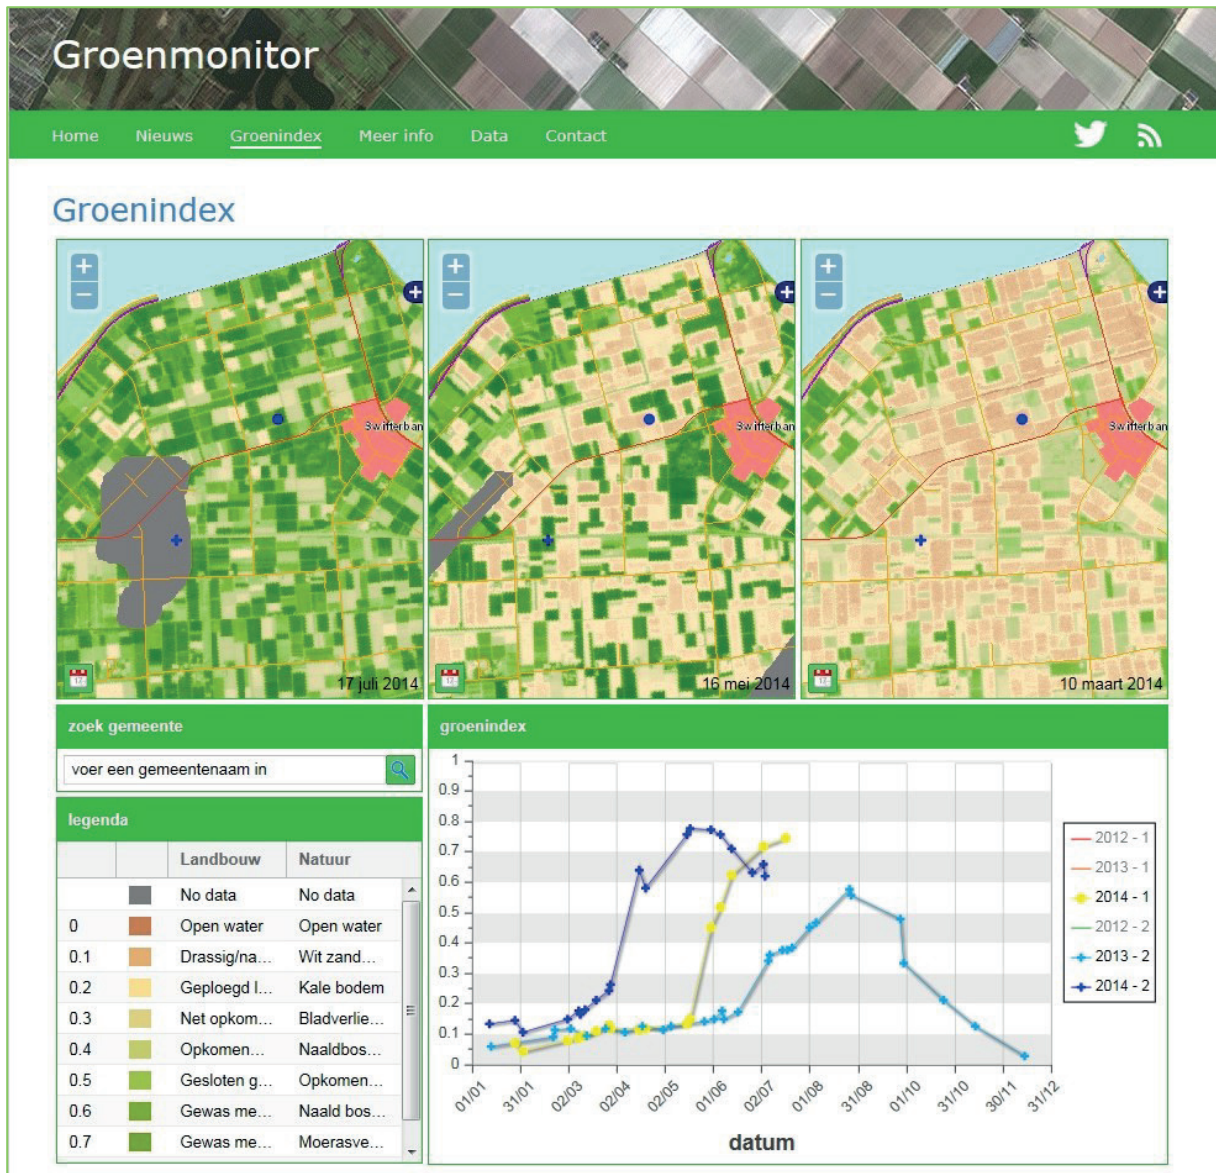 Groenmonitor
Home Nieuws Groenindex Meer info Data Contact
Groenindex
Swifterban
17 juli 2014
Swifterban
16 mei 2014
Swifterban
10 maart 2014
zoek gemeente
voer een gemeentenaam in
legenda
Landbouw Natuur
No data No data
0 Open water Open water
0.1 Drassig/na... Wit zand...
0.2 Geploegd l... Kale bodem
0.3 Net opkom... Bladverlie...
0.4 Opkomen... Naaldbos...
0.5 Gesloten g... Opkomen...
0.6 Gewas me... Naald bos...
0.7 Gewas me... Moerasve...
groenindex
1
0.9
0.8
0.7
0.6
0.5
0.4
0.3
0.2
0.1
0
01/01 31/01 02/03 02/04 02/05 01/06 02/07 01/08 31/08 01/10 31/10 30/11 31/12
datum
2012 - 1
2013 - 1
2014 - 1
2012 - 2
2013 - 2
2014 - 2